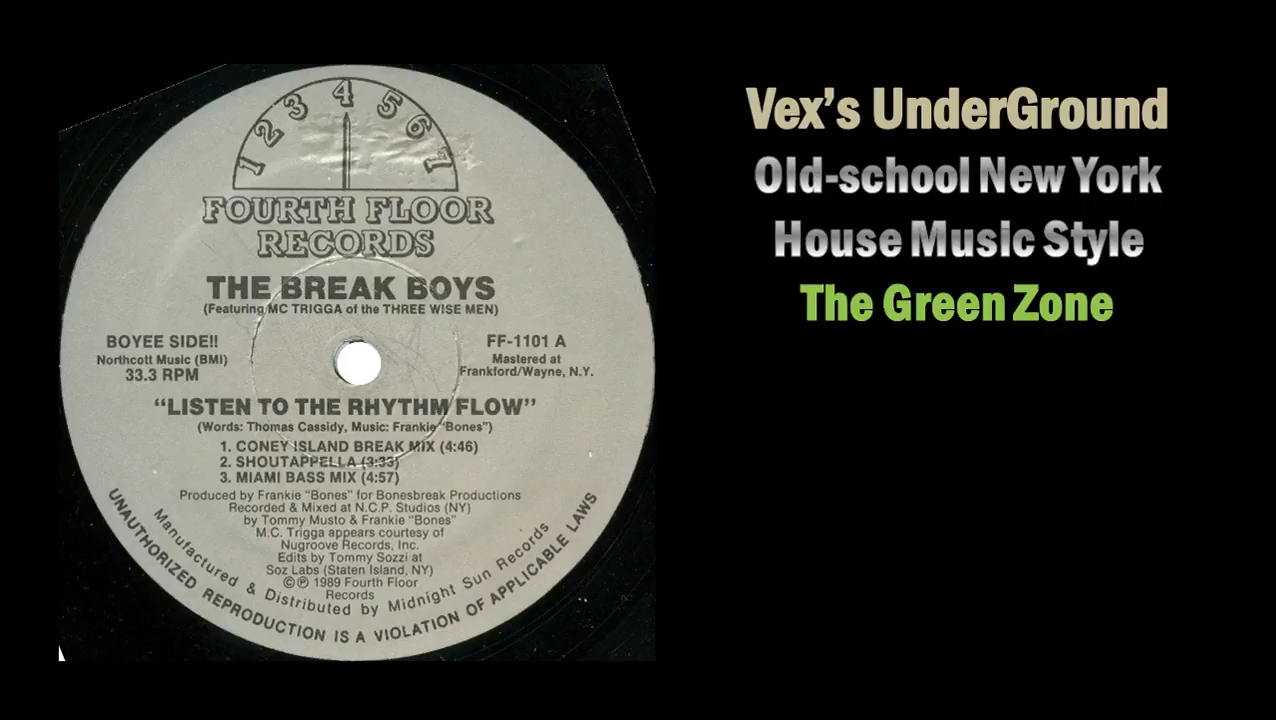 1 2 3 4 5 6 7
FOURTH FLOOR
RECORDS
THE BREAK BOYS
(Featuring MC TRIGGA of the THREE WISE MEN)
BOYEE SIDE!!
Northcott Music (BMI)
33.3 RPM
FF-1101 A
Mastered at
Frankford/Wayne, N.Y.
“LISTEN TO THE RHYTHM FLOW”
(Words: Thomas Cassidy, Music: Frankie “Bones”)
1. CONEY ISLAND BREAK MIX (4:46)
2. SHOUTAPPELLA (3:33)
3. MIAMI BASS MIX (4:57)
Produced by Frankie “Bones” for Bonesbreak Productions
Recorded & Mixed at N.C.P. Studios (NY)
by Tommy Musto & Frankie “Bones”
M.C. Trigga appears courtesy of
Nugroove Records, Inc.
Edits by Tommy Sozzi at
Soz Labs (Staten Island, NY)
©℗ 1989 Fourth Floor
Records
Manufactured & Distributed by Midnight Sun Records
UNAUTHORIZED REPRODUCTION IS A VIOLATION OF APPLICABLE LAWS
Vex’s UnderGround
Old-school New York
House Music Style
The Green Zone